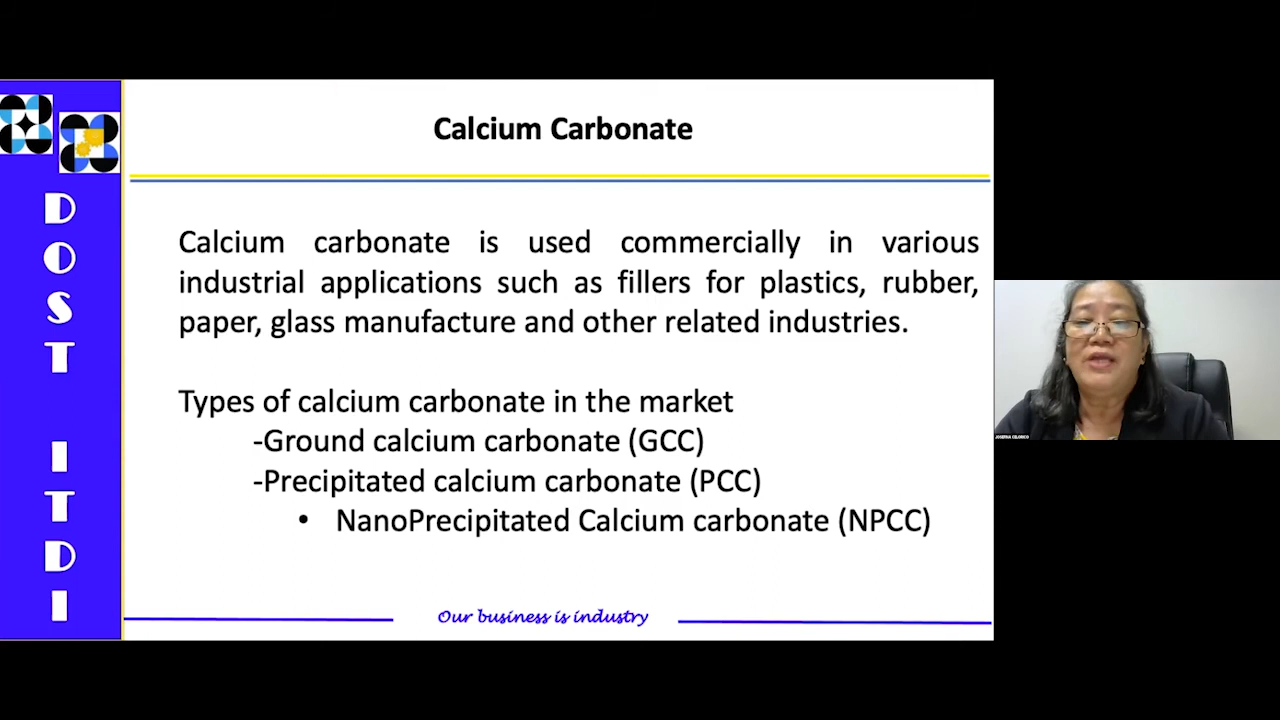 Calcium Carbonate
DOST ITDI
Calcium carbonate is used commercially in various
industrial applications such as fillers for plastics, rubber,
paper, glass manufacture and other related industries.
Types of calcium carbonate in the market
-Ground calcium carbonate (GCC)
-Precipitated calcium carbonate (PCC)
• NanoPrecipitated Calcium carbonate (NPCC)
Our business is industry